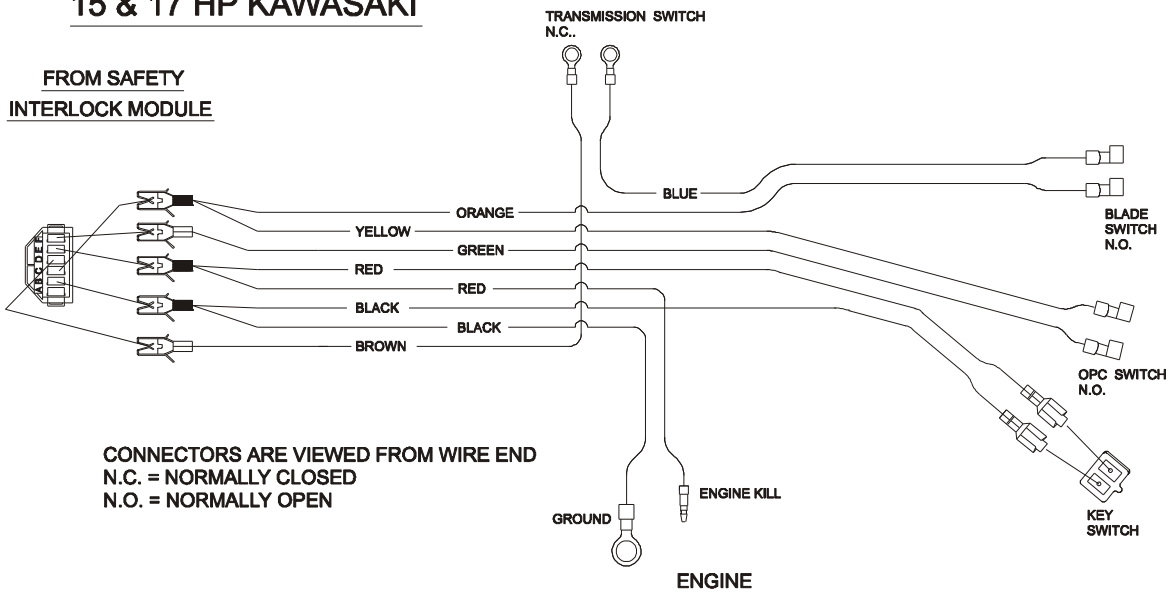 15 & 17 HP KAWASAKI
TRANSMISSION SWITCH
N.C..
FROM SAFETY
INTERLOCK MODULE
BLUE
ORANGE
YELLOW
GREEN
RED
RED
BLACK
BLACK
BROWN
A B C D E F
BLADE
SWITCH
N.O.
OPC SWITCH
N.O.
CONNECTORS ARE VIEWED FROM WIRE END
N.C. = NORMALLY CLOSED
N.O. = NORMALLY OPEN
ENGINE KILL
GROUND
KEY
SWITCH
ENGINE